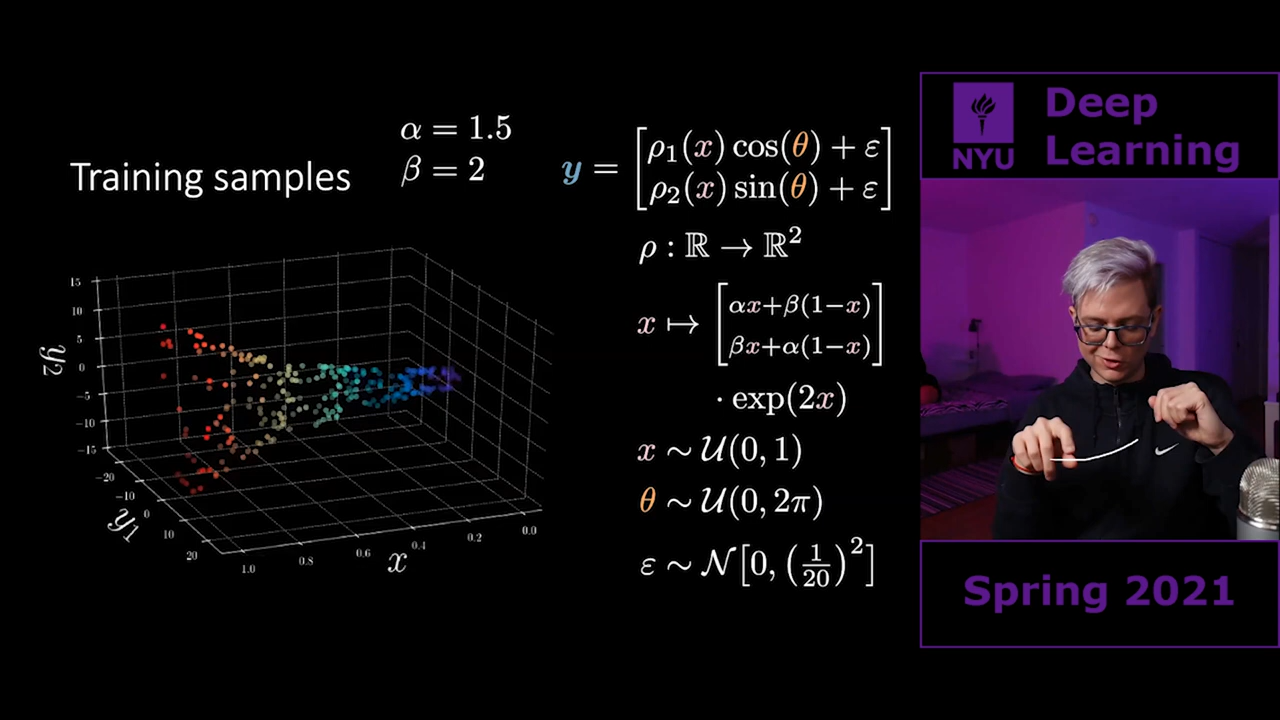 Training samples
α = 1.5
β = 2
y = [ρ₁(x) cos(θ) + ε
ρ₂(x) sin(θ) + ε]
ρ : ℝ → ℝ²
x ↦ [αx+β(1−x)
βx+α(1−x)]
· exp(2x)
x ∼ 𝒰(0, 1)
θ ∼ 𝒰(0, 2π)
ε ∼ 𝒩[0, (1/20)²]
15
10
5
0
−5
−10
−15
y₂
−20
−10
0
10
20
y₁
1.0
0.8
0.6
0.4
0.2
0.0
x
NYU
Deep
Learning
Spring 2021